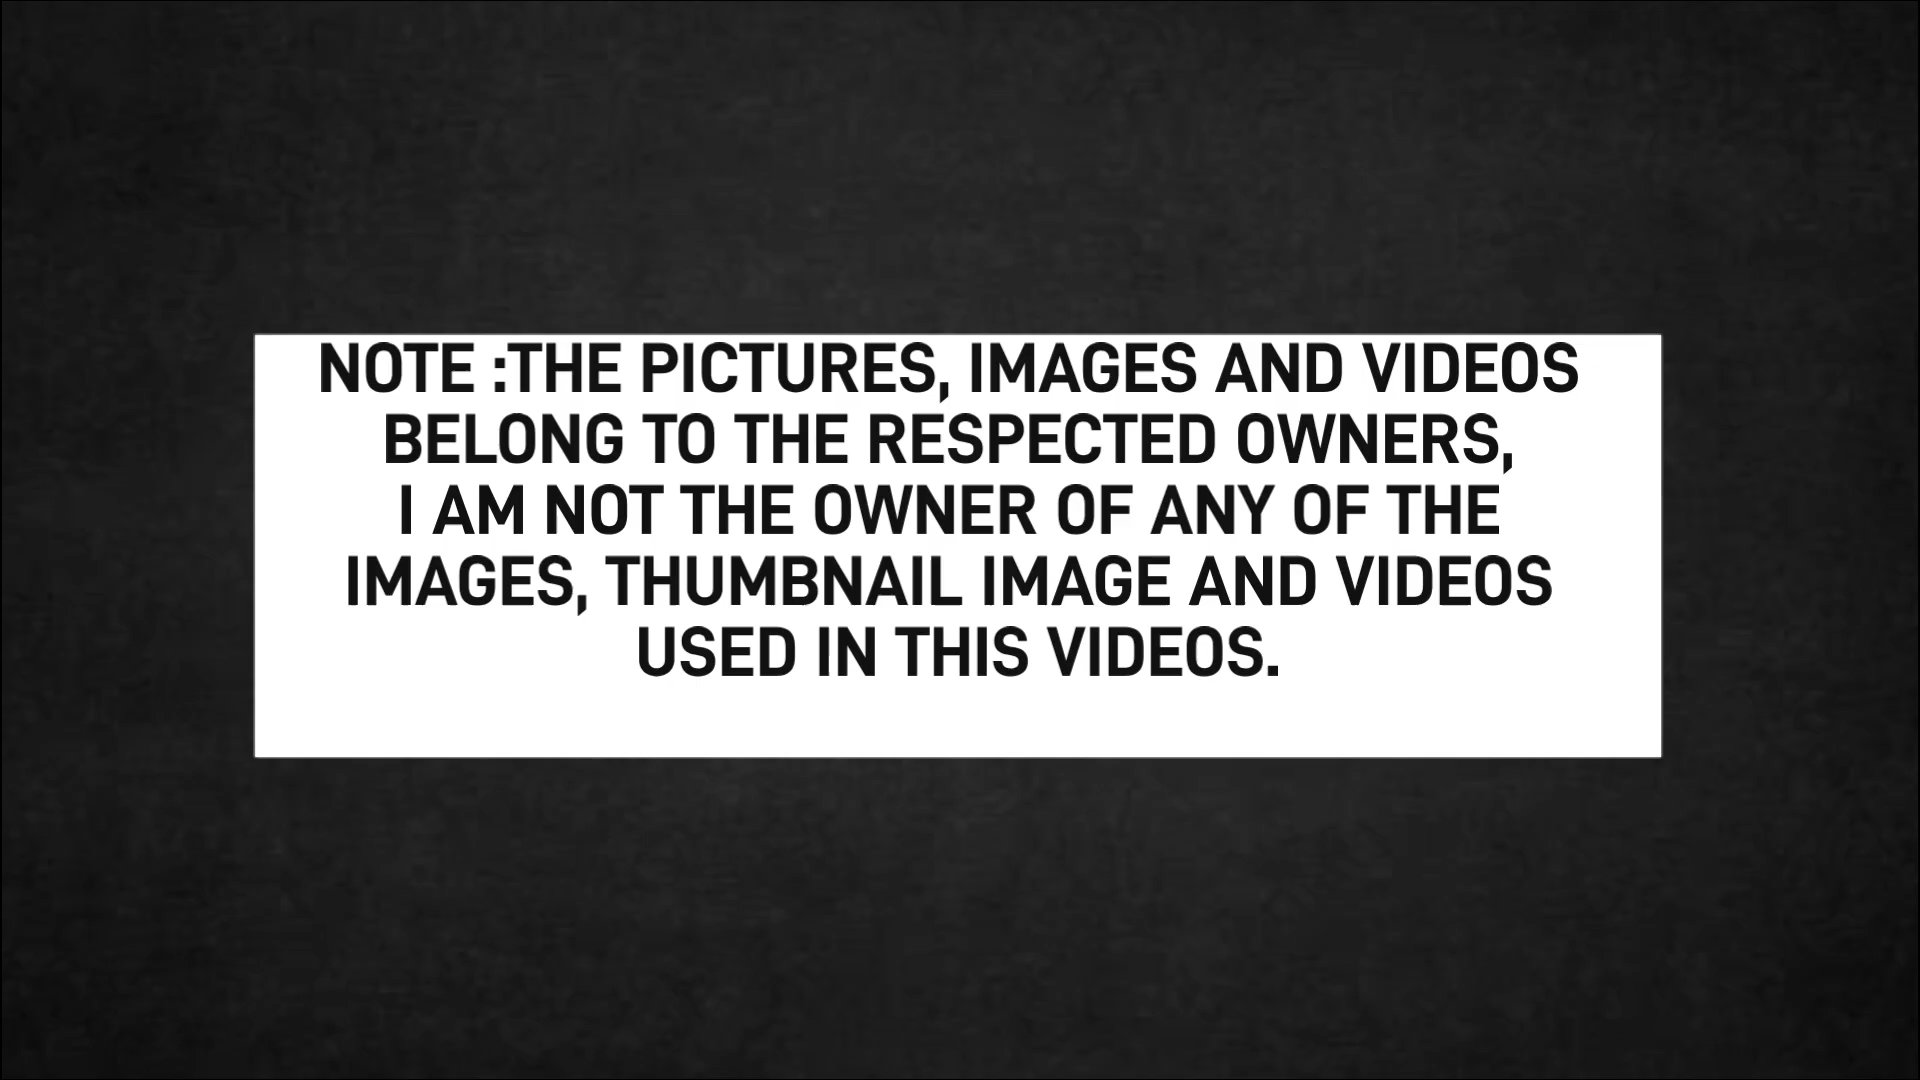 NOTE :THE PICTURES, IMAGES AND VIDEOS
BELONG TO THE RESPECTED OWNERS,
I AM NOT THE OWNER OF ANY OF THE
IMAGES, THUMBNAIL IMAGE AND VIDEOS
USED IN THIS VIDEOS.